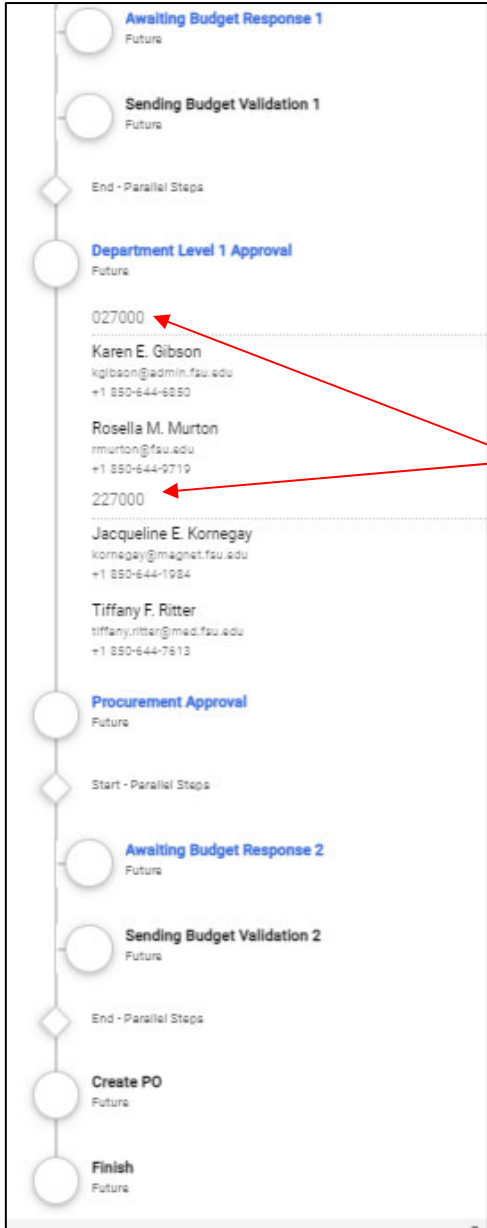 Awaiting Budget Response 1
Future
Sending Budget Validation 1
Future
End - Parallel Steps
Department Level 1 Approval
Future
027000
Karen E. Gibson
kgibson@admin.fsu.edu
+1 850-644-6850
Rosella M. Murton
rmurton@fsu.edu
+1 850-644-9719
227000
Jacqueline E. Kornegay
kornegay@magnet.fsu.edu
+1 850-644-1984
Tiffany F. Ritter
tiffany.ritter@med.fsu.edu
+1 850-644-7613
Procurement Approval
Future
Start - Parallel Steps
Awaiting Budget Response 2
Future
Sending Budget Validation 2
Future
End - Parallel Steps
Create PO
Future
Finish
Future